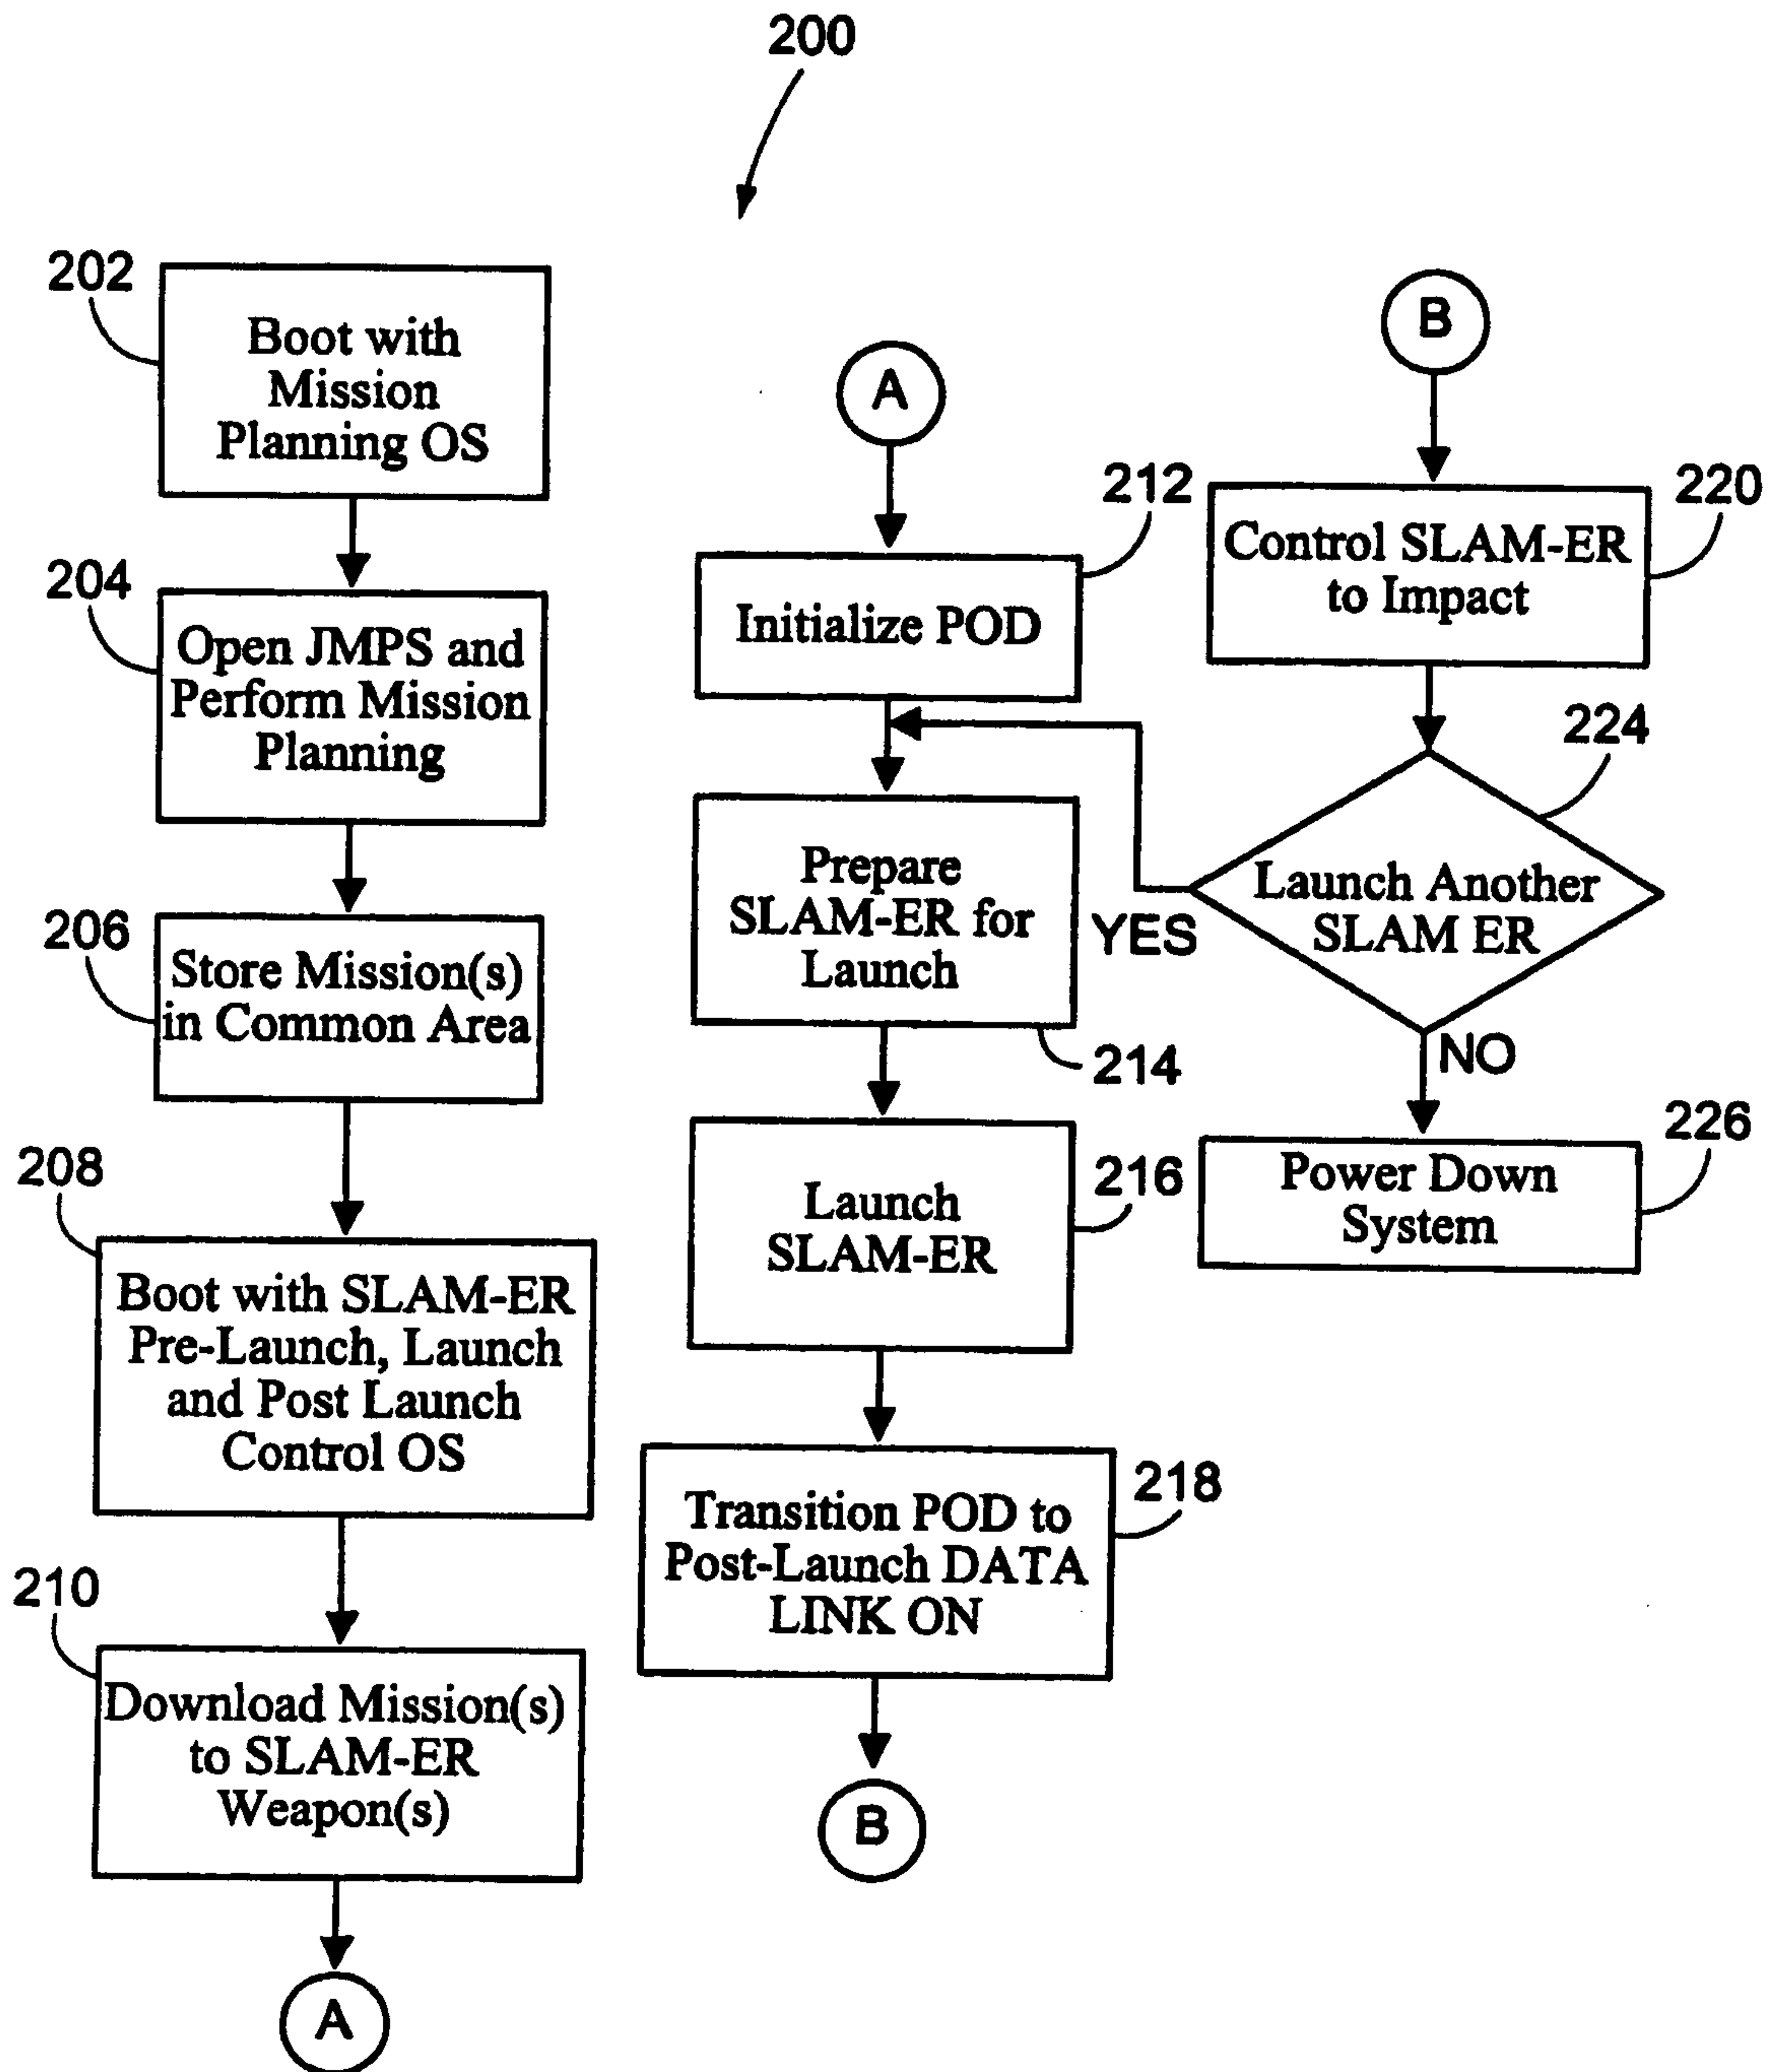 200
202
Boot with
Mission
Planning OS
204
Open JMPS and
Perform Mission
Planning
206
Store Mission(s)
in Common Area
208
Boot with SLAM-ER
Pre-Launch, Launch
and Post Launch
Control OS
210
Download Mission(s)
to SLAM-ER
Weapon(s)
A
A
212
Initialize POD
Prepare
SLAM-ER for
Launch
214
Launch
SLAM-ER
216
Transition POD to
Post-Launch DATA
LINK ON
218
B
B
220
Control SLAM-ER
to Impact
224
Launch Another
SLAM ER
YES
NO
226
Power Down
System